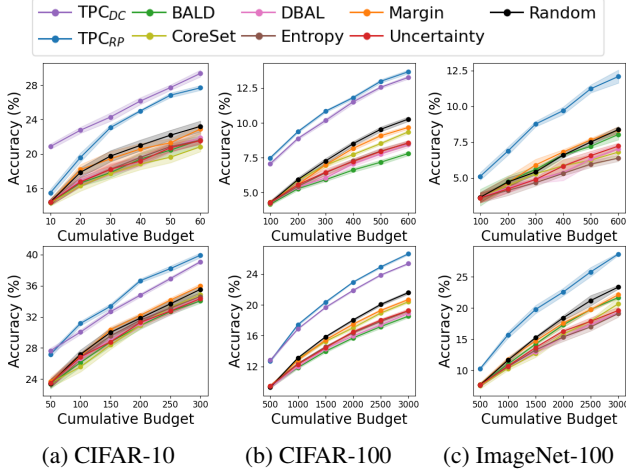 TPC_DC BALD DBAL Margin Random
TPC_RP CoreSet Entropy Uncertainty
Accuracy (%)
28
24
20
16
10 20 30 40 50 60
Cumulative Budget
12.5
10.0
7.5
5.0
100 200 300 400 500 600
Cumulative Budget
12.5
10.0
7.5
5.0
100 200 300 400 500 600
Cumulative Budget
Accuracy (%)
40
36
32
28
24
50 100 150 200 250 300
Cumulative Budget
Accuracy (%)
24
20
16
12
500 1000 1500 2000 2500 3000
Cumulative Budget
Accuracy (%)
25
20
15
10
500 1000 1500 2000 2500 3000
Cumulative Budget
Accuracy (%)
Accuracy (%)
(a) CIFAR-10 (b) CIFAR-100 (c) ImageNet-100